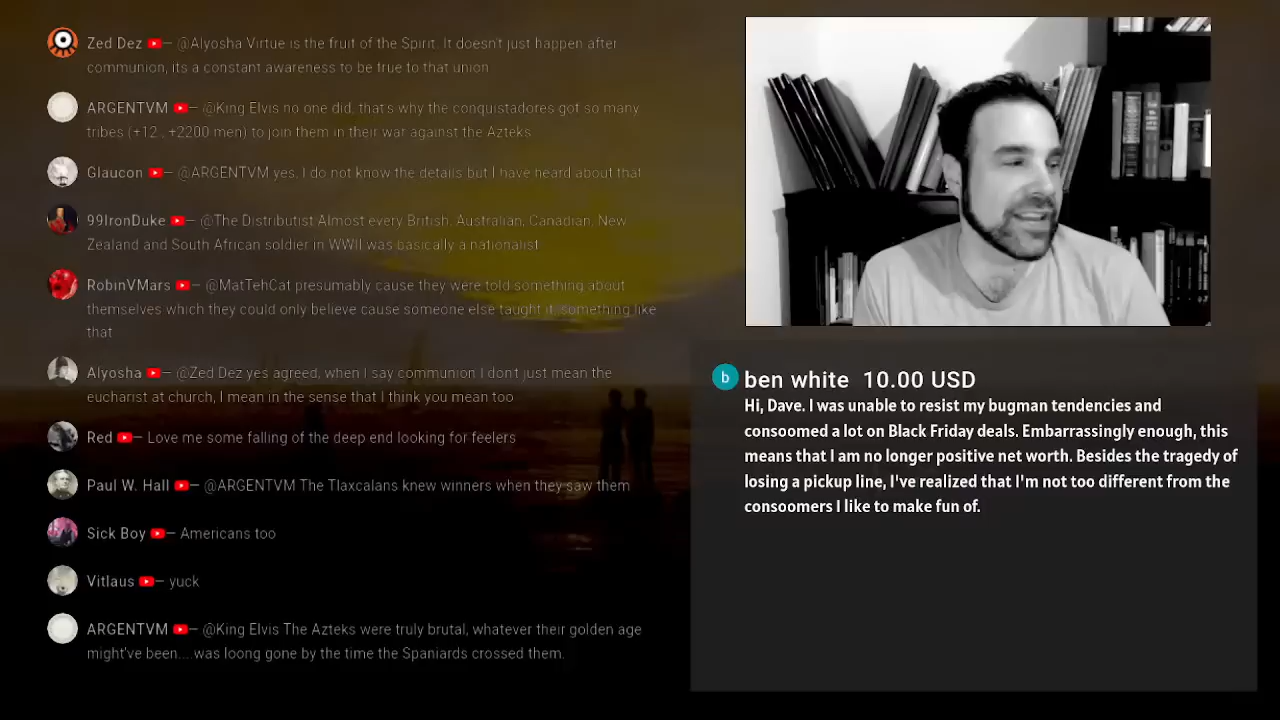 Zed Dez — @Alyosha Virtue is the fruit of the Spirit. It doesn't just happen after
communion, its a constant awareness to be true to that union
ARGENTVM — @King Elvis no one did, that's why the conquistadores got so many
tribes (+12 , +2200 men) to join them in their war against the Azteks
Glaucon — @ARGENTVM yes, I do not know the details but I have heard about that
99IronDuke — @The Distributist Almost every British, Australian, Canadian, New
Zealand and South African soldier in WWII was basically a nationalist
RobinVMars — @MatTehCat presumably cause they were told something about
themselves which they could only believe cause someone else taught it, something like
that
Alyosha — @Zed Dez yes agreed, when I say communion I don't just mean the
eucharist at church, I mean in the sense that I think you mean too
Red — Love me some falling of the deep end looking for feelers
Paul W. Hall — @ARGENTVM The Tlaxcalans knew winners when they saw them
Sick Boy — Americans too
Vitlaus — yuck
ARGENTVM — @King Elvis The Azteks were truly brutal, whatever their golden age
might've been....was loong gone by the time the Spaniards crossed them.
b ben white 10.00 USD
Hi, Dave. I was unable to resist my bugman tendencies and
consoomed a lot on Black Friday deals. Embarrassingly enough, this
means that I am no longer positive net worth. Besides the tragedy of
losing a pickup line, I've realized that I'm not too different from the
consoomers I like to make fun of.